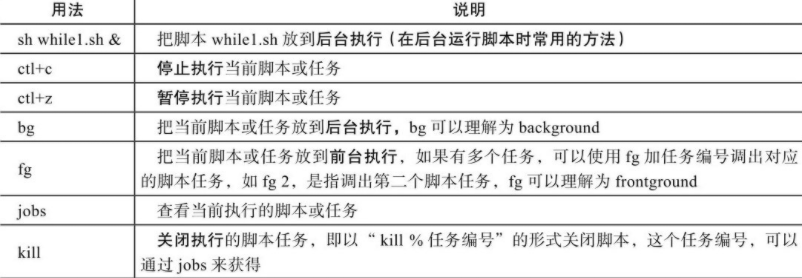 用法 说明
sh while1.sh & 把脚本 while1.sh 放到后台执行（在后台运行脚本时常用的方法）
ctl+c 停止执行当前脚本或任务
ctl+z 暂停执行当前脚本或任务
bg 把当前脚本或任务放到后台执行，bg 可以理解为 background
fg 把当前脚本或任务放到前台执行，如果有多个任务，可以使用 fg 加任务编号调出对应
的脚本任务，如 fg 2，是指调出第二个脚本任务，fg 可以理解为 frontground
jobs 查看当前执行的脚本或任务
kill 关闭执行的脚本任务，即以“ kill % 任务编号”的形式关闭脚本，这个任务编号，可以
通过 jobs 来获得